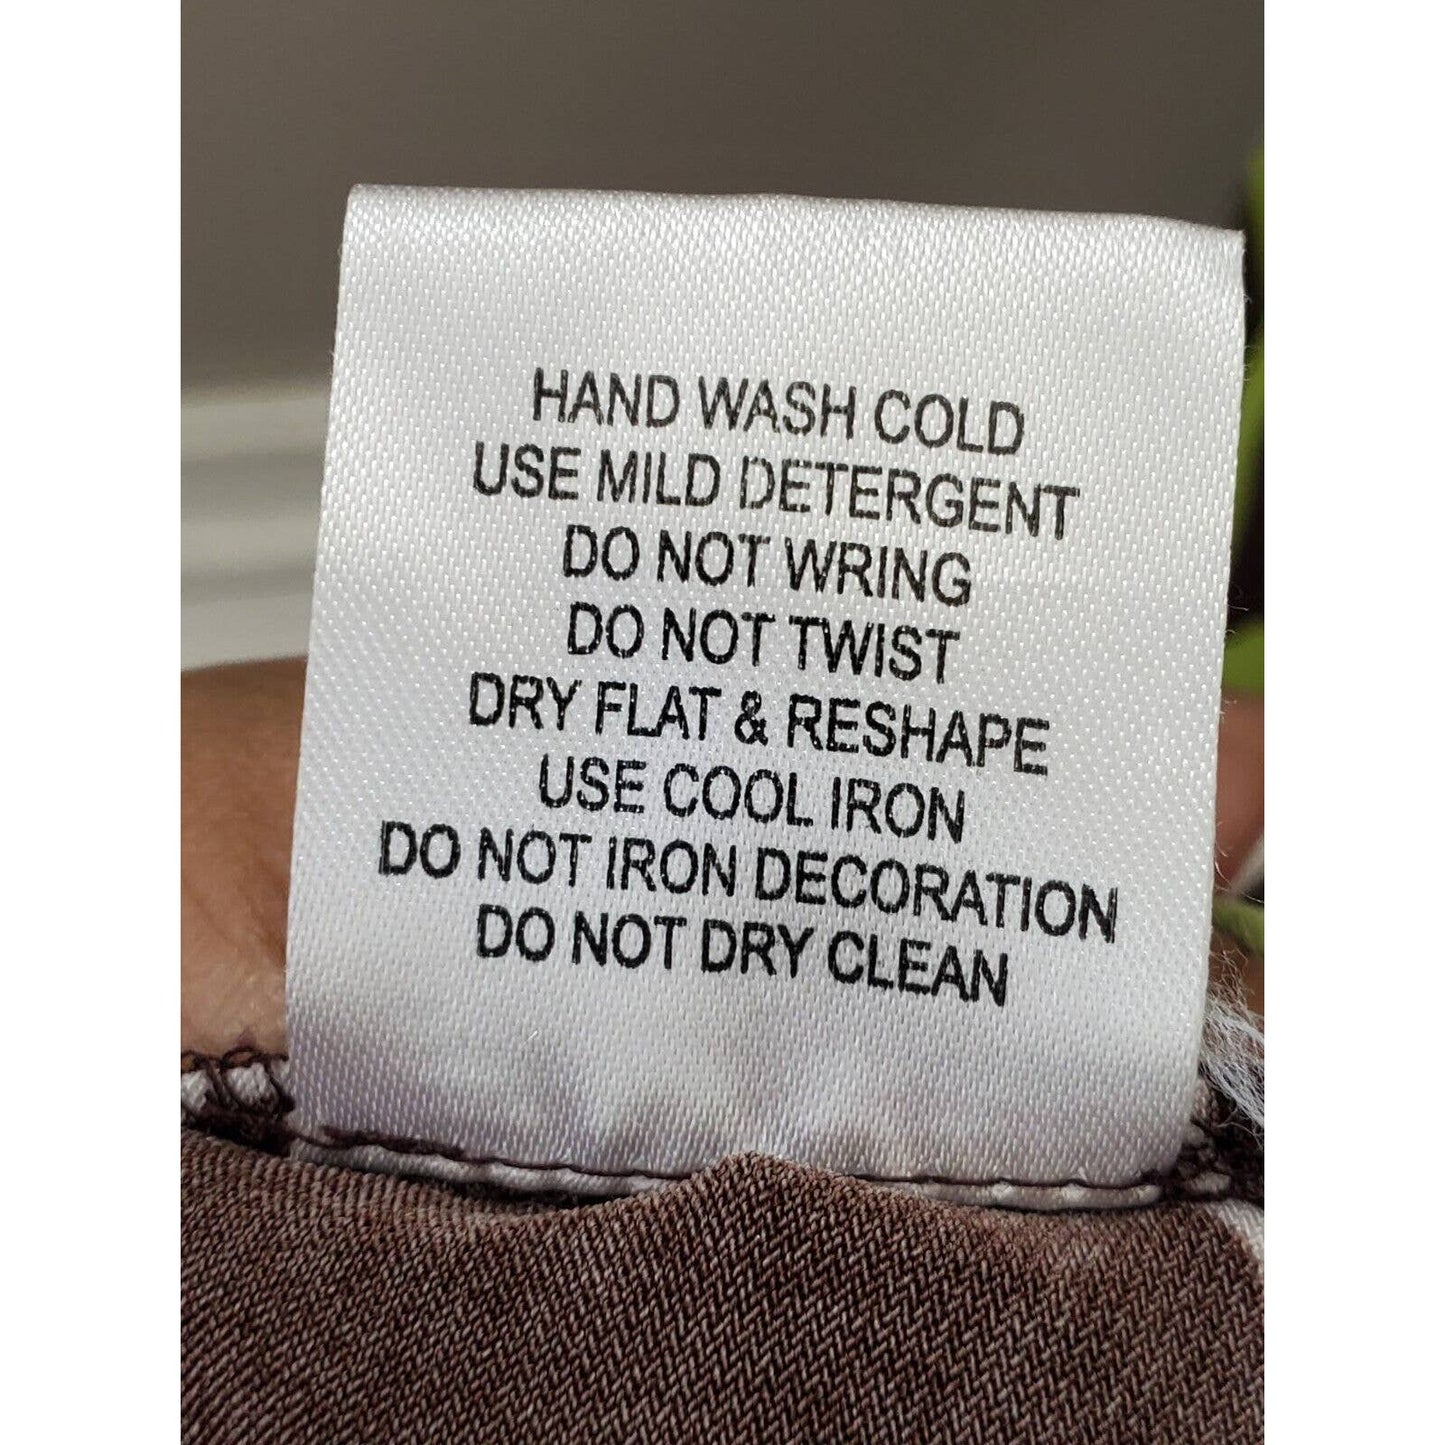 HAND WASH COLD
USE MILD DETERGENT
DO NOT WRING
DO NOT TWIST
DRY FLAT & RESHAPE
USE COOL IRON
DO NOT IRON DECORATION
DO NOT DRY CLEAN